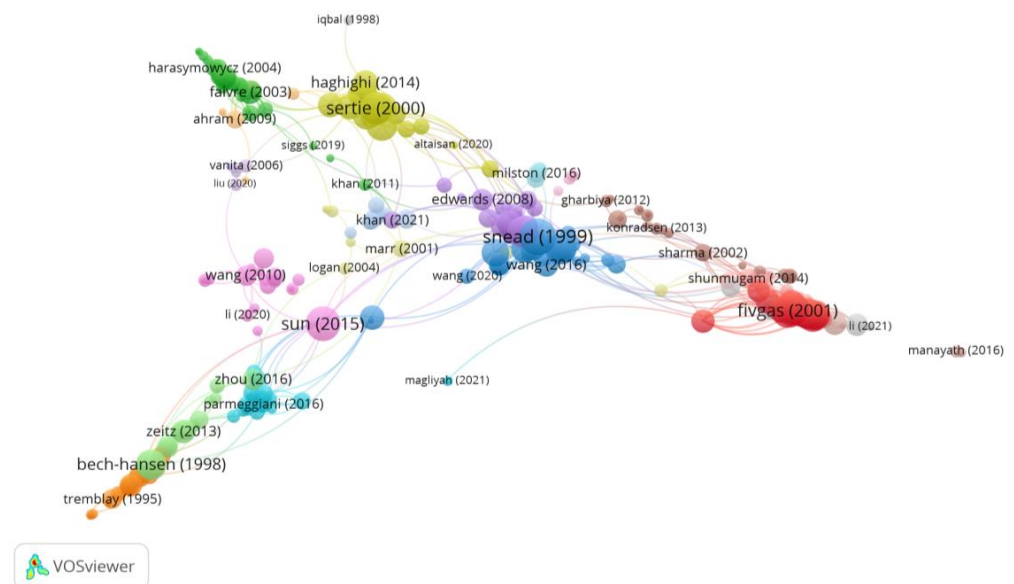 iqbal (1998)
harasymowycz (2004)
haghighi (2014)
faivre (2003)
sertie (2000)
ahram (2009)
siggs (2019)
altaisan (2020)
vanita (2006)
milston (2016)
liu (2020)
khan (2011)
edwards (2008)
gharbiya (2012)
khan (2021)
konradsen (2013)
snead (1999)
marr (2001)
sharma (2002)
logan (2004)
wang (2016)
wang (2010)
wang (2020)
shunmugam (2014)
fivgas (2001)
li (2020)
sun (2015)
li (2021)
manayath (2016)
zhou (2016)
magliyah (2021)
parmeggiani (2016)
zeitz (2013)
bech-hansen (1998)
tremblay (1995)
VOSviewer